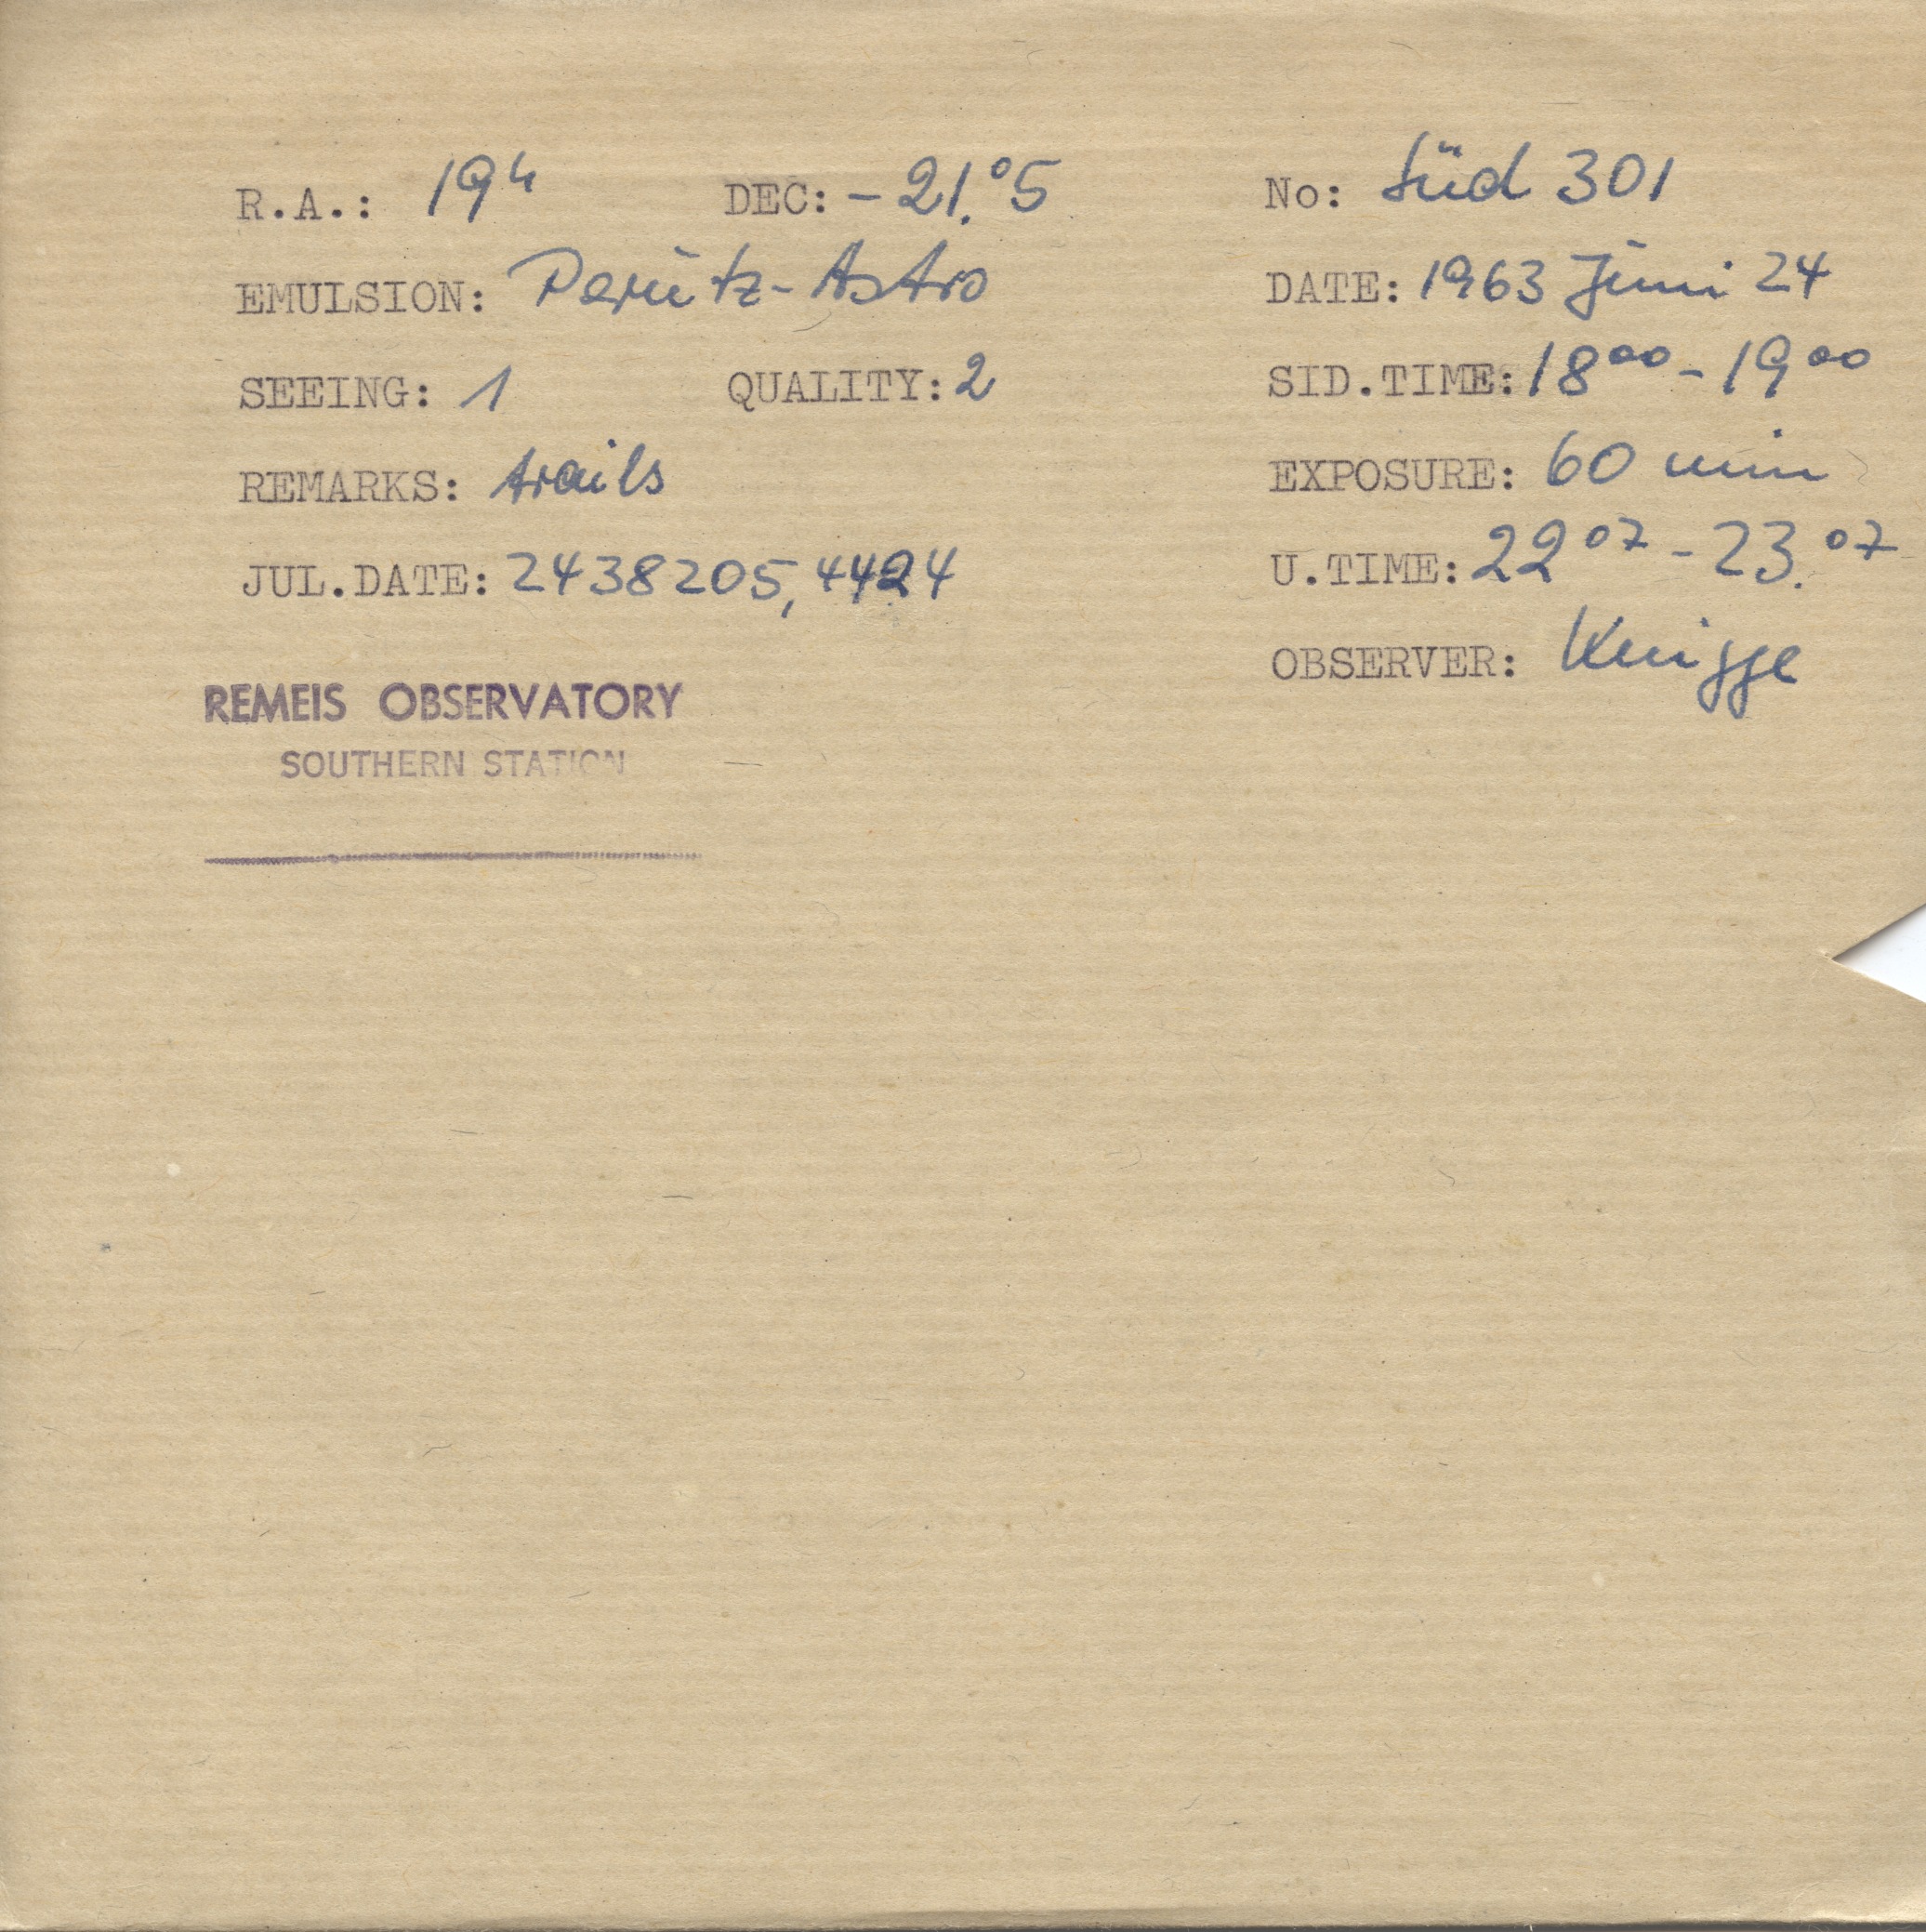 R.A.: 19h DEC: -21.°5 No: Süd 301
EMULSION: Perutz-Astro DATE: 1963 Juni 24
SEEING: 1 QUALITY: 2 SID.TIME: 18⁰⁰ - 19⁰⁰
REMARKS: trails EXPOSURE: 60 min
JUL.DATE: 2438205,4424 U.TIME: 22⁰⁷ - 23.⁰⁷
OBSERVER: Knigge
REMEIS OBSERVATORY
SOUTHERN STATION